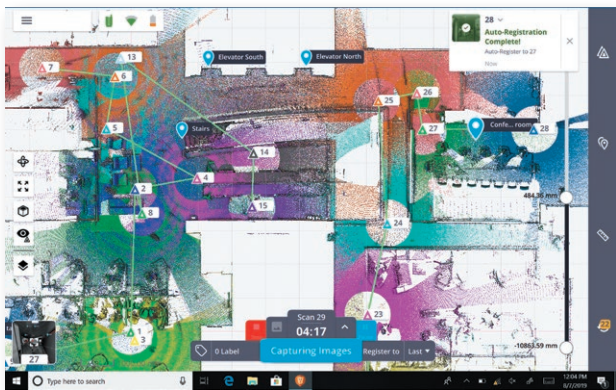 28
Auto-Registration
Complete!
Auto-Register to 27
Now
13
Elevator South
Elevator North
7
6
26
25
5
Stairs
27
Confe... room
28
14
4
2
15
8
484.36 mm
24
23
Scan 29
04:17
1
3
27
0 Label
Capturing Images
Register to
Last
-10863.59 mm
22
Type here to search
12:04 PM
8/7/2019